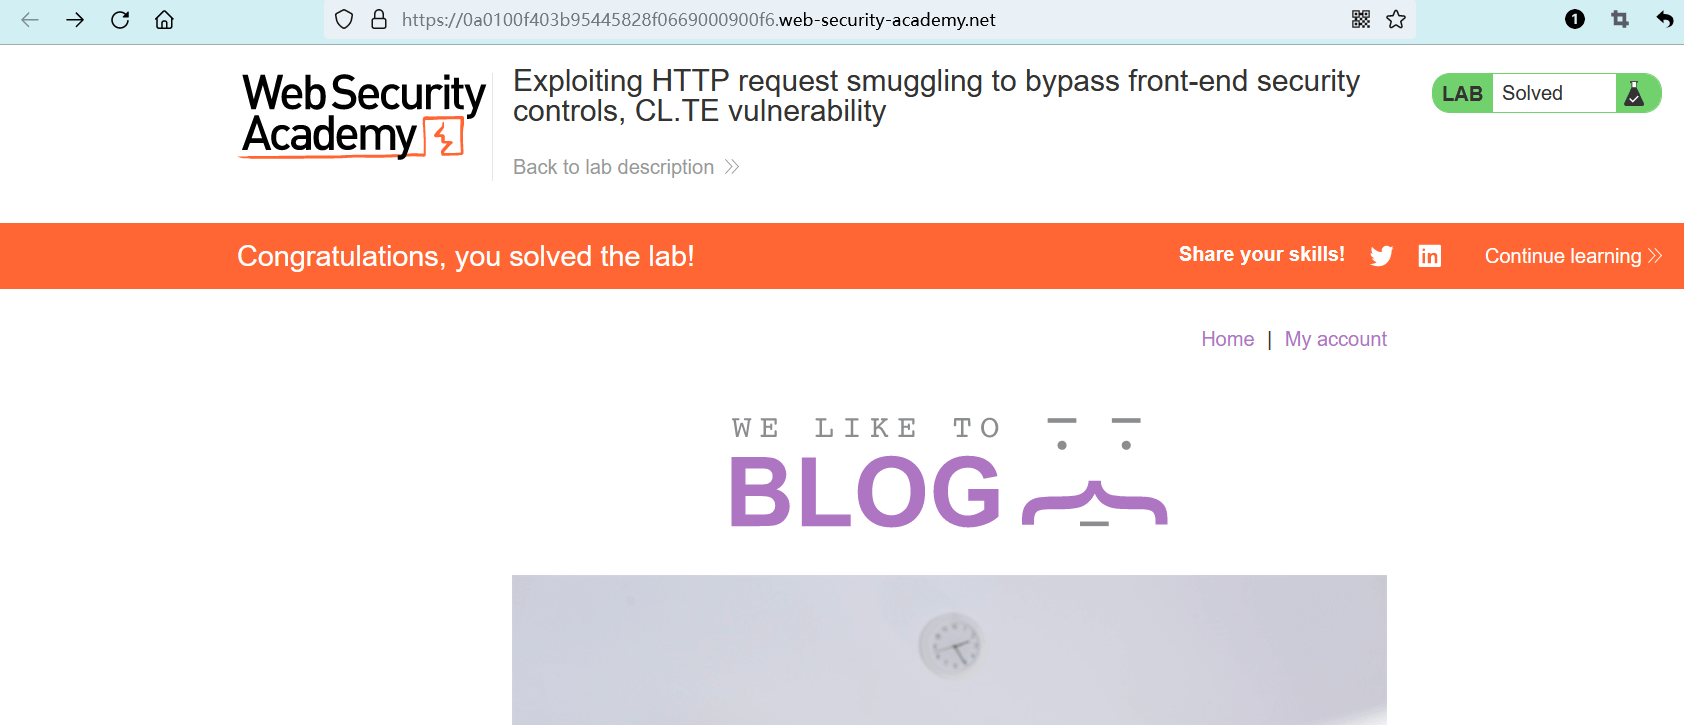 https://0a0100f403b95445828f0669000900f6.web-security-academy.net
1
Web Security
Academy
Exploiting HTTP request smuggling to bypass front-end security
controls, CL.TE vulnerability
LAB Solved
Back to lab description
Congratulations, you solved the lab!
Share your skills!
in
Continue learning
Home | My account
WE LIKE TO
BLOG